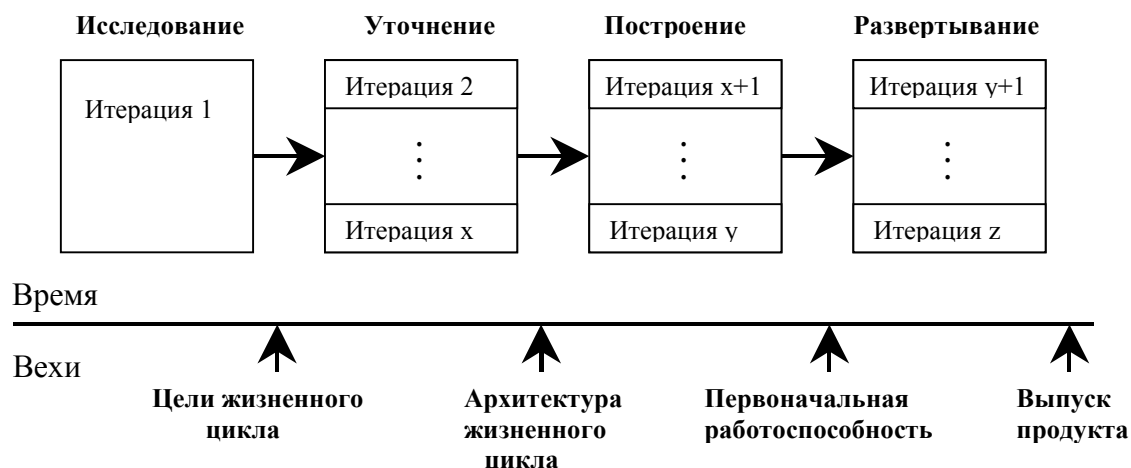 Исследование
Уточнение
Построение
Развертывание
Итерация 1
Итерация 2
Итерация x
Итерация x+1
Итерация y
Итерация y+1
Итерация z
Время
Вехи
Цели жизненного
цикла
Архитектура
жизненного
цикла
Первоначальная
работоспособность
Выпуск
продукта